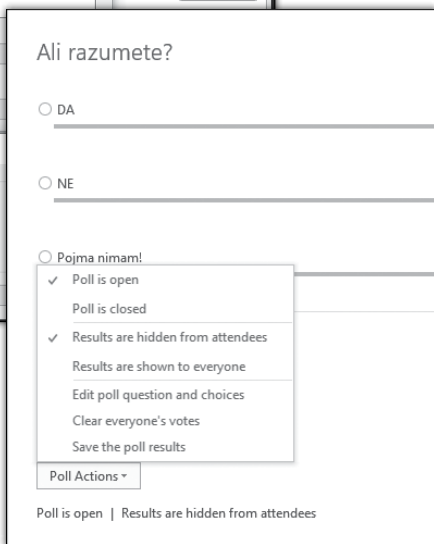 Ali razumete?
DA
NE
Pojma nimam!
✓ Poll is open
Poll is closed
✓ Results are hidden from attendees
Results are shown to everyone
Edit poll question and choices
Clear everyone's votes
Save the poll results
Poll Actions
Poll is open | Results are hidden from attendees